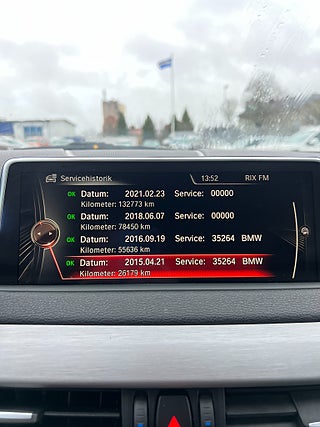 Servicehistorik 13:52 RIX FM
OK Datum: 2021.02.23 Service: 00000
Kilometer: 132773 km
OK Datum: 2018.06.07 Service: 00000
Kilometer: 78450 km
OK Datum: 2016.09.19 Service: 35264 BMW
Kilometer: 55636 km
OK Datum: 2015.04.21 Service: 35264 BMW
Kilometer: 26179 km